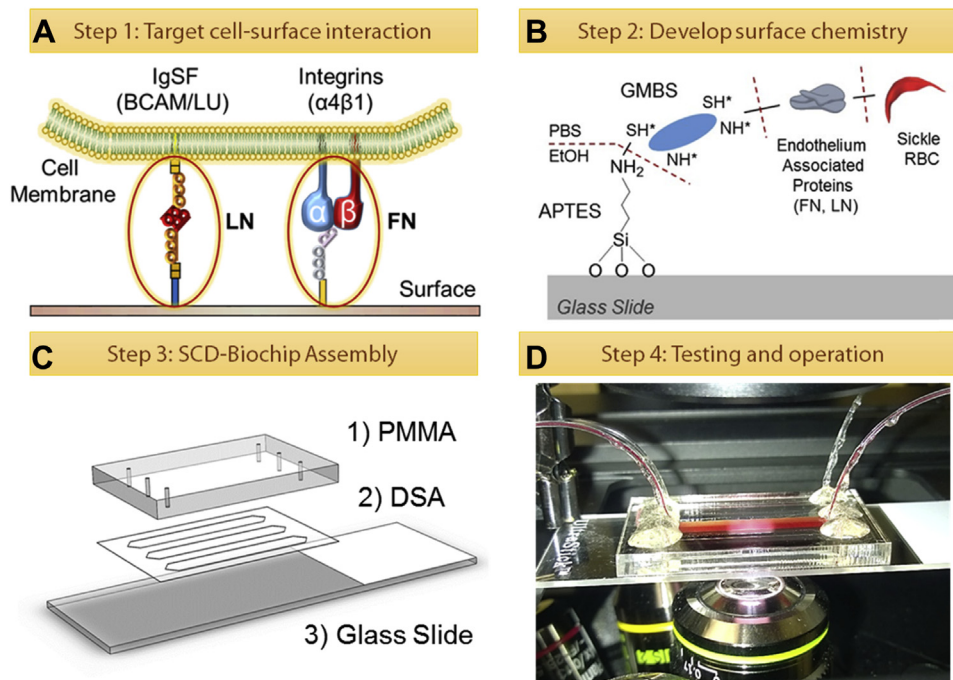 A
Step 1: Target cell-surface interaction
IgSF
(BCAM/LU)
Integrins
(α4β1)
Cell
Membrane
LN
α
β
FN
Surface
B
Step 2: Develop surface chemistry
GMBS
SH*
SH*
NH*
NH*
PBS
EtOH
NH₂
APTES
Si
O O O
Endothelium
Associated
Proteins
(FN, LN)
Sickle
RBC
Glass Slide
C
Step 3: SCD-Biochip Assembly
1) PMMA
2) DSA
3) Glass Slide
D
Step 4: Testing and operation